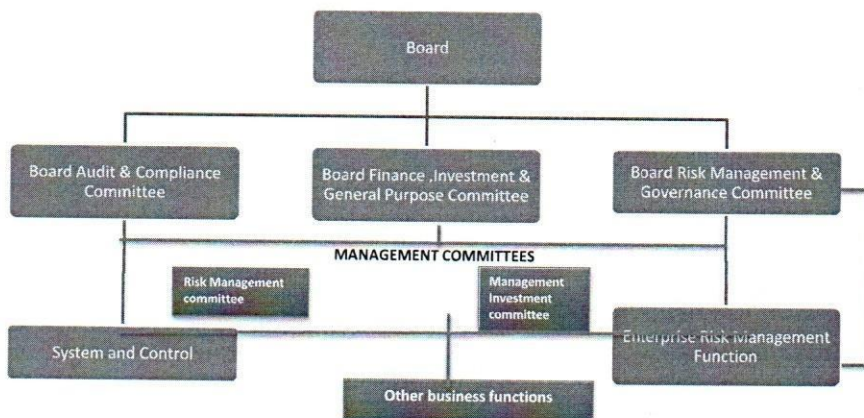 Board
Board Audit & Compliance
Committee
Board Finance ,Investment &
General Purpose Committee
Board Risk Management &
Governance Committee
MANAGEMENT COMMITTEES
Risk Management
committee
Management
Investment
committee
System and Control
Enterprise Risk Management
Function
Other business functions